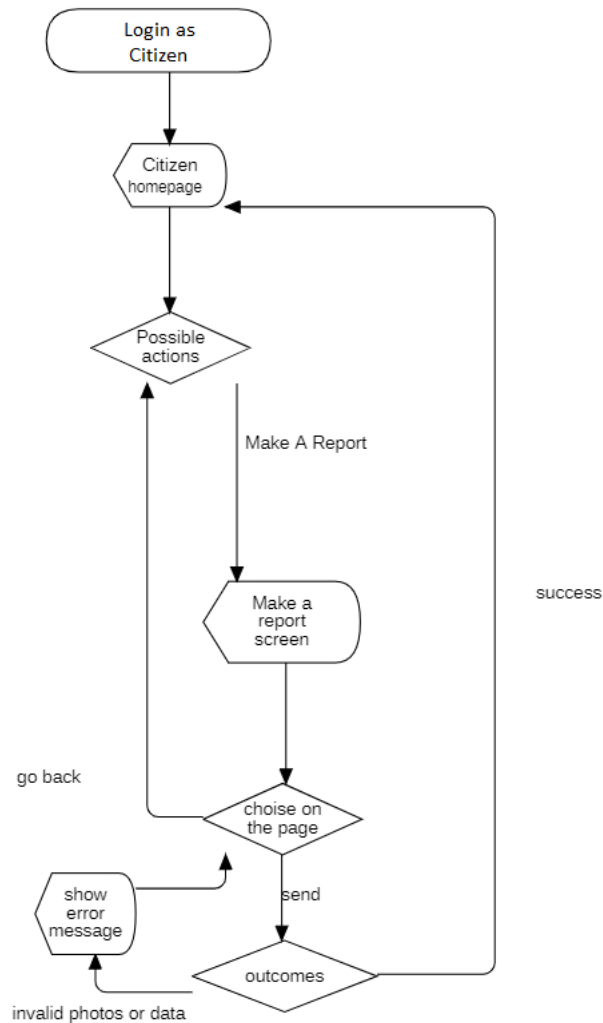 Login as
Citizen
Citizen
homepage
Possible
actions
Make A Report
success
Make a
report
screen
go back
choise on
the page
send
show
error
message
outcomes
invalid photos or data